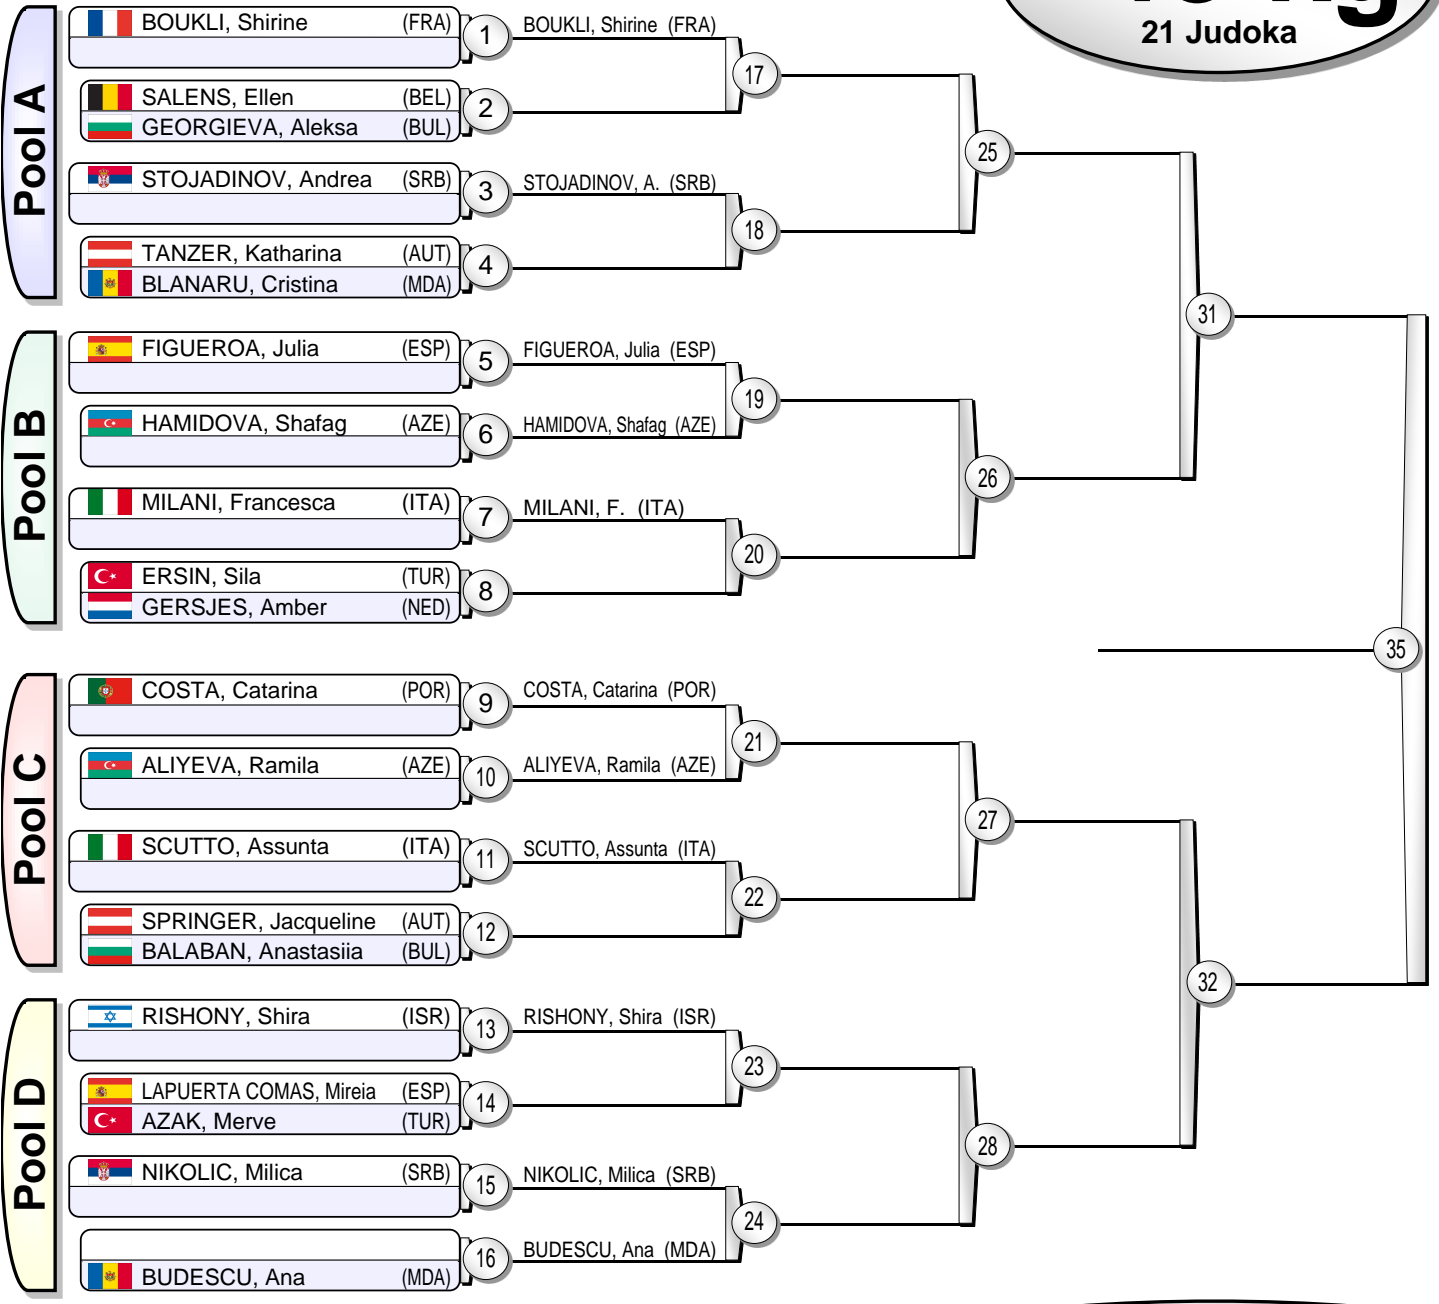 21 Judoka
Pool A
BOUKLI, Shirine (FRA) 1 BOUKLI, Shirine (FRA)
17
SALENS, Ellen (BEL)
GEORGIEVA, Aleksa (BUL) 2
25
STOJADINOV, Andrea (SRB) 3 STOJADINOV, A. (SRB)
18
TANZER, Katharina (AUT)
BLANARU, Cristina (MDA) 4
31
Pool B
FIGUEROA, Julia (ESP) 5 FIGUEROA, Julia (ESP)
19
HAMIDOVA, Shafag (AZE) 6 HAMIDOVA, Shafag (AZE)
26
MILANI, Francesca (ITA) 7 MILANI, F. (ITA)
20
ERSIN, Sila (TUR)
GERSJES, Amber (NED) 8
35
Pool C
COSTA, Catarina (POR) 9 COSTA, Catarina (POR)
21
ALIYEVA, Ramila (AZE) 10 ALIYEVA, Ramila (AZE)
27
SCUTTO, Assunta (ITA) 11 SCUTTO, Assunta (ITA)
22
SPRINGER, Jacqueline (AUT)
BALABAN, Anastasiia (BUL) 12
32
Pool D
RISHONY, Shira (ISR) 13 RISHONY, Shira (ISR)
23
LAPUERTA COMAS, Mireia (ESP)
AZAK, Merve (TUR) 14
28
NIKOLIC, Milica (SRB) 15 NIKOLIC, Milica (SRB)
24
BUDESCU, Ana (MDA) 16 BUDESCU, Ana (MDA)